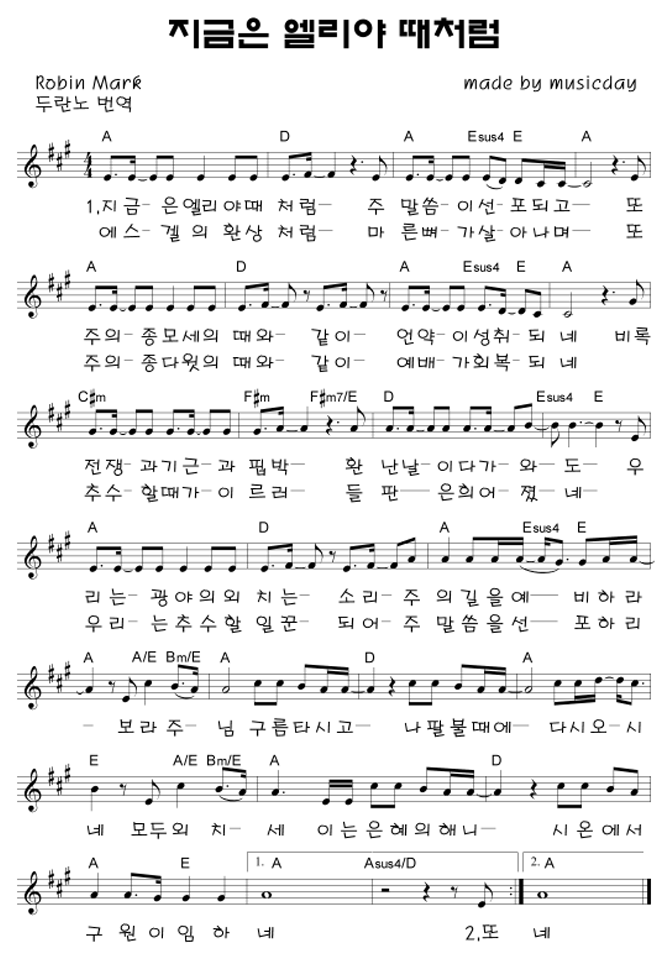 지금은 엘리야 때처럼
Robin Mark made by musicday
두란노 번역
A D A Esus4 E A
1,지금- 은엘리야때 처럼- 주 말씀-이선-포되고- 또
에스-겔의 환상 처럼- 마 른뼈-가살-아나며- 또
A D A Esus4 E A
주의-종모세의 때와- 같이- 언약-이성취-되 네 비록
주의-종다윗의 때와- 같이- 예배-가회복-되 네
C#m F#m F#m7/E D Esus4 E
전쟁-과기근-과 핍박- 환 난날-이다가-와-도- 우
추수-할때가-이 르러- 들 판-은희어-졌-네-
A D A Esus4 E A
리는-광야의외 치는- 소리-주 의길을예-- 비하라
우리-는추수할 일꾼- 되어-주 말씀을선-- 포하리
A A/E Bm/E A D A
- 보라주- 님 구름타시고- 나팔불때에- 다시오-시
E A/E Bm/E A D
네 모두외 치- 세 이는은혜의해니- 시온에서
A E 1. A Asus4/D 2. A
구 원이임하 네 2,또 네